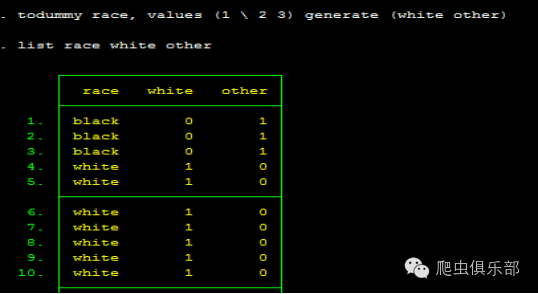 . todummy race, values (1 \ 2 3) generate (white other)
. list race white other
race white other
1. black 0 1
2. black 0 1
3. black 0 1
4. white 1 0
5. white 1 0
6. white 1 0
7. white 1 0
8. white 1 0
9. white 1 0
10. white 1 0
爬虫俱乐部